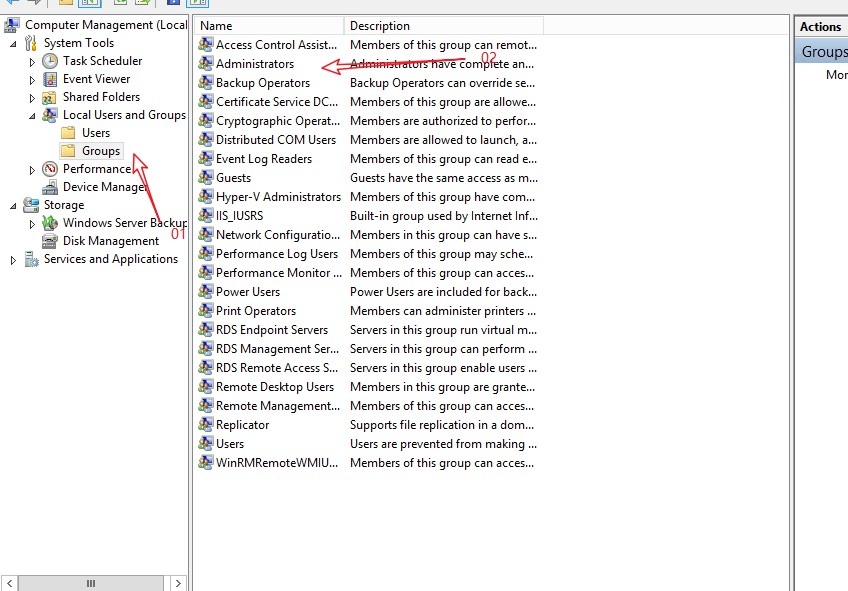 Computer Management (Local
System Tools
Task Scheduler
Event Viewer
Shared Folders
Local Users and Groups
Users
Groups
Performance
Device Manager
Storage
Windows Server Backup
Disk Management
Services and Applications
01
Name Description
Access Control Assist... Members of this group can remot...
Administrators Administrators have complete an...
02
Backup Operators Backup Operators can override se...
Certificate Service DC... Members of this group are allowe...
Cryptographic Operat... Members are authorized to perfor...
Distributed COM Users Members are allowed to launch, a...
Event Log Readers Members of this group can read e...
Guests Guests have the same access as m...
Hyper-V Administrators Members of this group have com...
IIS_IUSRS Built-in group used by Internet Inf...
Network Configuratio... Members in this group can have s...
Performance Log Users Members of this group may sche...
Performance Monitor ... Members of this group can acces...
Power Users Power Users are included for back...
Print Operators Members can administer printers ...
RDS Endpoint Servers Servers in this group run virtual m...
RDS Management Ser... Servers in this group can perform ...
RDS Remote Access S... Servers in this group enable users ...
Remote Desktop Users Members in this group are grante...
Remote Management... Members of this group can acces...
Replicator Supports file replication in a dom...
Users Users are prevented from making ...
WinRMRemoteWMIU... Members of this group can acces...
Actions
Groups
Mor